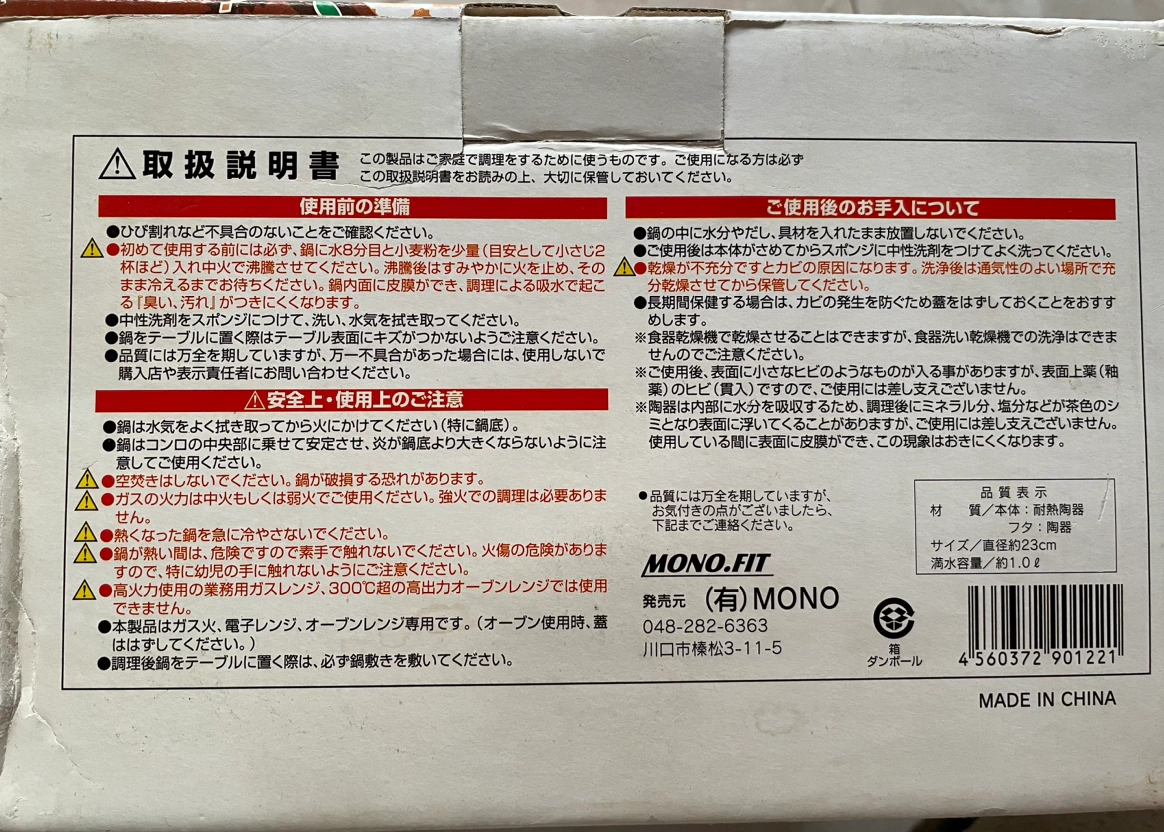 ⚠取扱説明書
この製品はご家庭で調理をするために使うものです。ご使用になる方は必ず
この取扱説明書をお読みの上、大切に保管しておいてください。
使用前の準備
●ひび割れなど不具合のないことをご確認ください。
⚠●初めて使用する前には必ず、鍋に水8分目と小麦粉を少量(目安として小さじ2
杯ほど)入れ中火で沸騰させてください。沸騰後はすみやかに火を止め、その
まま冷えるまでお待ちください。鍋内面に皮膜ができ、調理による吸水で起こ
る『臭い、汚れ』がつきにくくなります。
●中性洗剤をスポンジにつけて、洗い、水気を拭き取ってください。
●鍋をテーブルに置く際はテーブル表面にキズがつかないようご注意ください。
●品質には万全を期していますが、万一不具合があった場合には、使用しないで
購入店や表示責任者にお問い合わせください。
⚠安全上・使用上のご注意
●鍋は水気をよく拭き取ってから火にかけてください(特に鍋底)。
●鍋はコンロの中央部に乗せて安定させ、炎が鍋底より大きくならないように注
意してご使用ください。
⚠●空焚きはしないでください。鍋が破損する恐れがあります。
⚠●ガスの火力は中火もしくは弱火でご使用ください。強火での調理は必要ありま
せん。
⚠●熱くなった鍋を急に冷やさないでください。
⚠●鍋が熱い間は、危険ですので素手で触れないでください。火傷の危険がありま
すので、特に幼児の手に触れないようにご注意ください。
⚠●高火力使用の業務用ガスレンジ、300℃超の高出力オーブンレンジでは使用
できません。
●本製品はガス火、電子レンジ、オーブンレンジ専用です。(オーブン使用時、蓋
ははずしてください。)
●調理後鍋をテーブルに置く際は、必ず鍋敷きを敷いてください。
ご使用後のお手入について
●鍋の中に水分やだし、具材を入れたまま放置しないでください。
●ご使用後は本体がさめてからスポンジに中性洗剤をつけてよく洗ってください。
⚠●乾燥が不充分ですとカビの原因になります。洗浄後は通気性のよい場所で充
分乾燥させてから保管してください。
●長期間保健する場合は、カビの発生を防ぐため蓋をはずしておくことをおすす
めします。
※食器乾燥機で乾燥させることはできますが、食器洗い乾燥機での洗浄はできま
せんのでご注意ください。
※ご使用後、表面に小さなヒビのようなものが入る事がありますが、表面上薬(釉
薬)のヒビ(貫入)ですので、ご使用には差し支えございません。
※陶器は内部に水分を吸収するため、調理後にミネラル分、塩分などが茶色のシ
ミとなり表面に浮いてくることがありますが、ご使用には差し支えございません。
使用している間に表面に皮膜ができ、この現象はおきにくくなります。
●品質には万全を期していますが、
お気付きの点がございましたら、
下記までご連絡ください。
MONO.FIT
発売元 (有)MONO
048-282-6363
川口市榛松3-11-5
品質表示
材 質/本体:耐熱陶器
フタ:陶器
サイズ/直径約23cm
満水容量/約1.0ℓ
箱
ダンボール
4 560372 901221
MADE IN CHINA